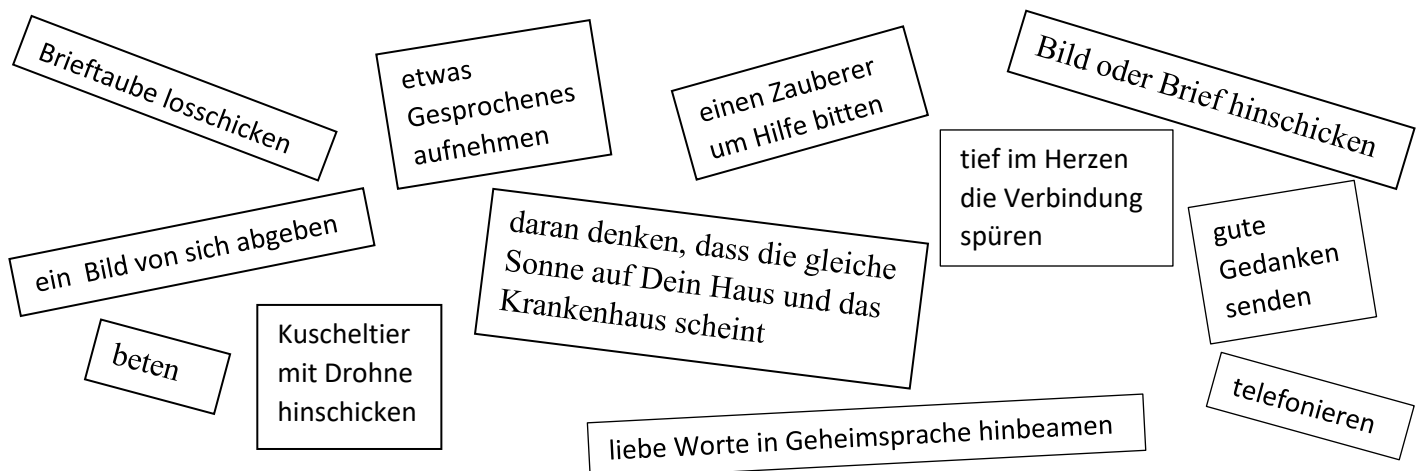 Brieftaube losschicken
etwas
Gesprochenes
aufnehmen
einen Zauberer
um Hilfe bitten
Bild oder Brief hinschicken
tief im Herzen
die Verbindung
spüren
ein Bild von sich abgeben
daran denken, dass die gleiche
Sonne auf Dein Haus und das
Krankenhaus scheint
gute
Gedanken
senden
beten
Kuscheltier
mit Drohne
hinschicken
telefonieren
liebe Worte in Geheimsprache hinbeamen